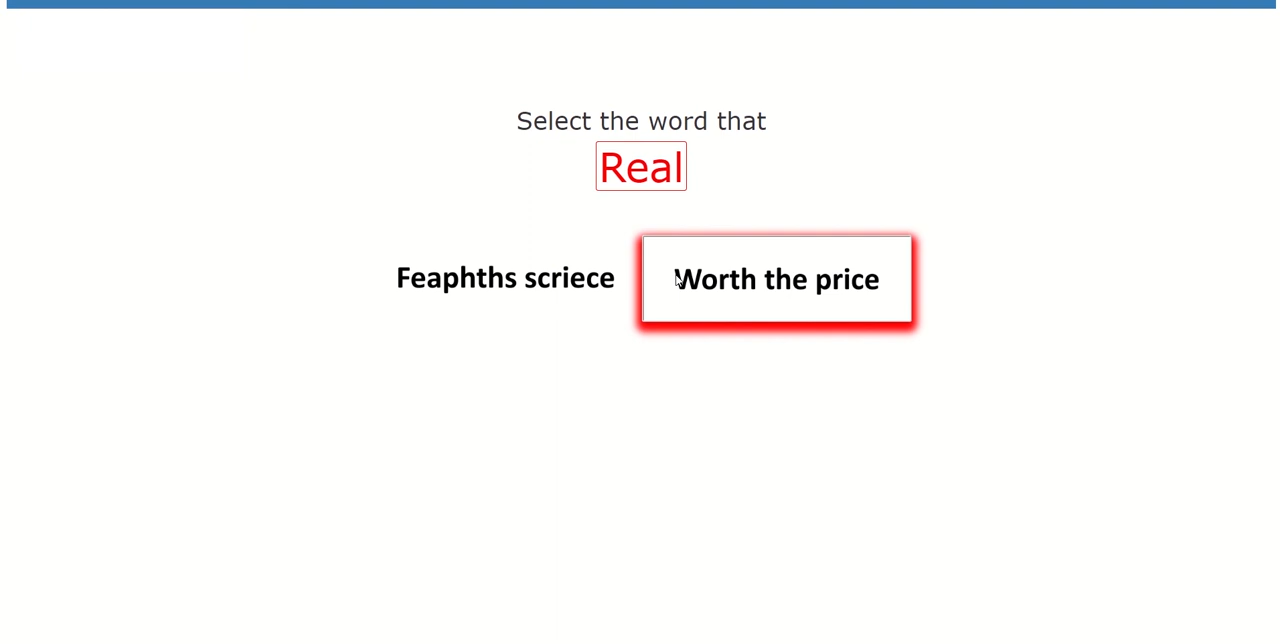 Select the word that
Real
Feaphths scriece
Worth the price